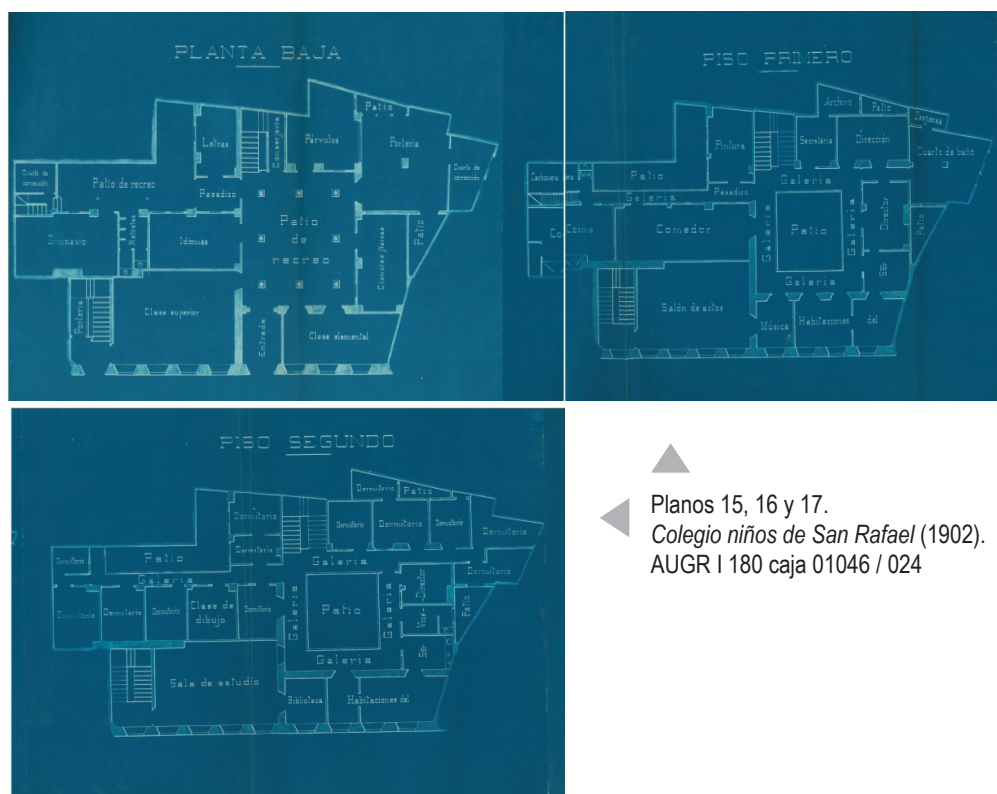 PLANTA BAJA
Patio
Letras
Conserjería
Párvulos
Portería
Cuarto de corrección
Patio de recreo
Pasadizo
Cuarto de corrección
Patio de recreo
Gimnasio
Retretes
Idiomas
Patio
Portería
Clase superior
Entrada
Clase elemental
PISO PRIMERO
Archivo
Patio
Despensa
Pintura
Secretaría
Dirección
Cuarto de baño
Carbonera
Patio
Galería
Galería
Pasadizo
Cocina
Comedor
Galería
Patio
Galería
Director
Patio
Galería
Salón de actos
Música
Habitaciones
del
PISO SEGUNDO
Dormitorio
Patio
Dormitorio
Dormitorio
Dormitorio
Dormitorio
Dormitorio
Dormitorio
Dormitorio
Patio
Galería
Galería
Dormitorio
Dormitorio
Dormitorio
Dormitorio
Clase de dibujo
Dormitorio
Galería
Patio
Galería
Vice-Director
Patio
Galería
Sala de estudio
Biblioteca
Habitaciones del
Planos 15, 16 y 17.
Colegio niños de San Rafael (1902).
AUGR I 180 caja 01046 / 024